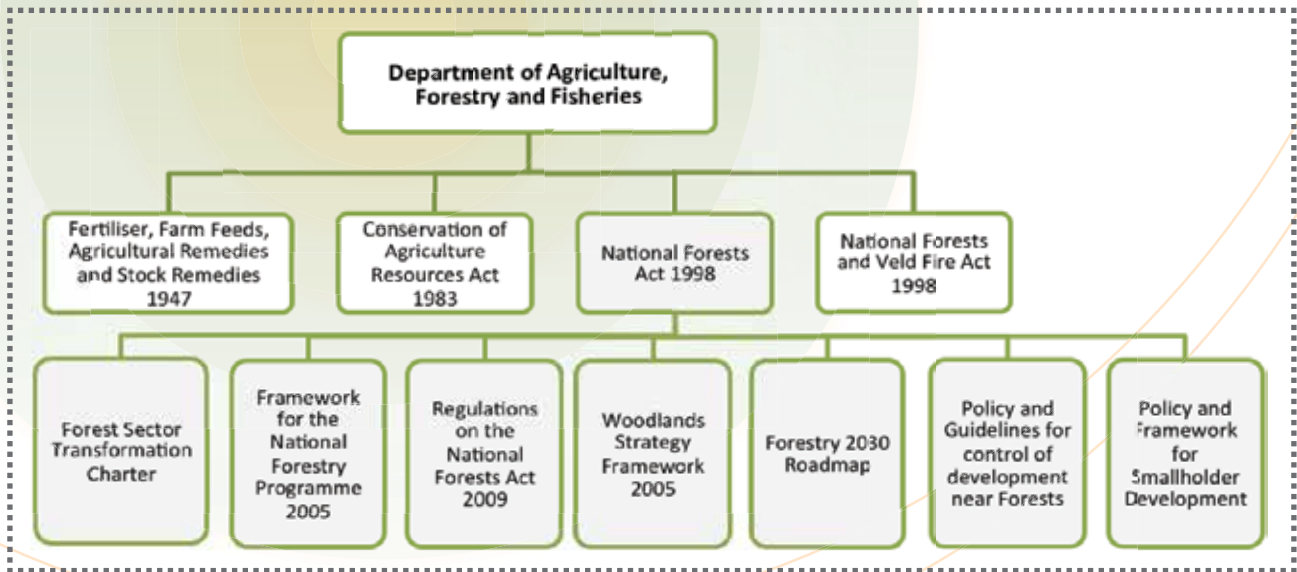 Department of Agriculture,
Forestry and Fisheries
Fertiliser, Farm Feeds,
Agricultural Remedies
and Stock Remedies
1947
Conservation of
Agriculture
Resources Act
1983
National Forests
Act 1998
National Forests
and Veld Fire Act
1998
Forest Sector
Transformation
Charter
Framework
for the
National
Forestry
Programme
2005
Regulations
on the
National
Forests Act
2009
Woodlands
Strategy
Framework
2005
Forestry 2030
Roadmap
Policy and
Guidelines for
control of
development
near Forests
Policy and
Framework
for
Smallholder
Development